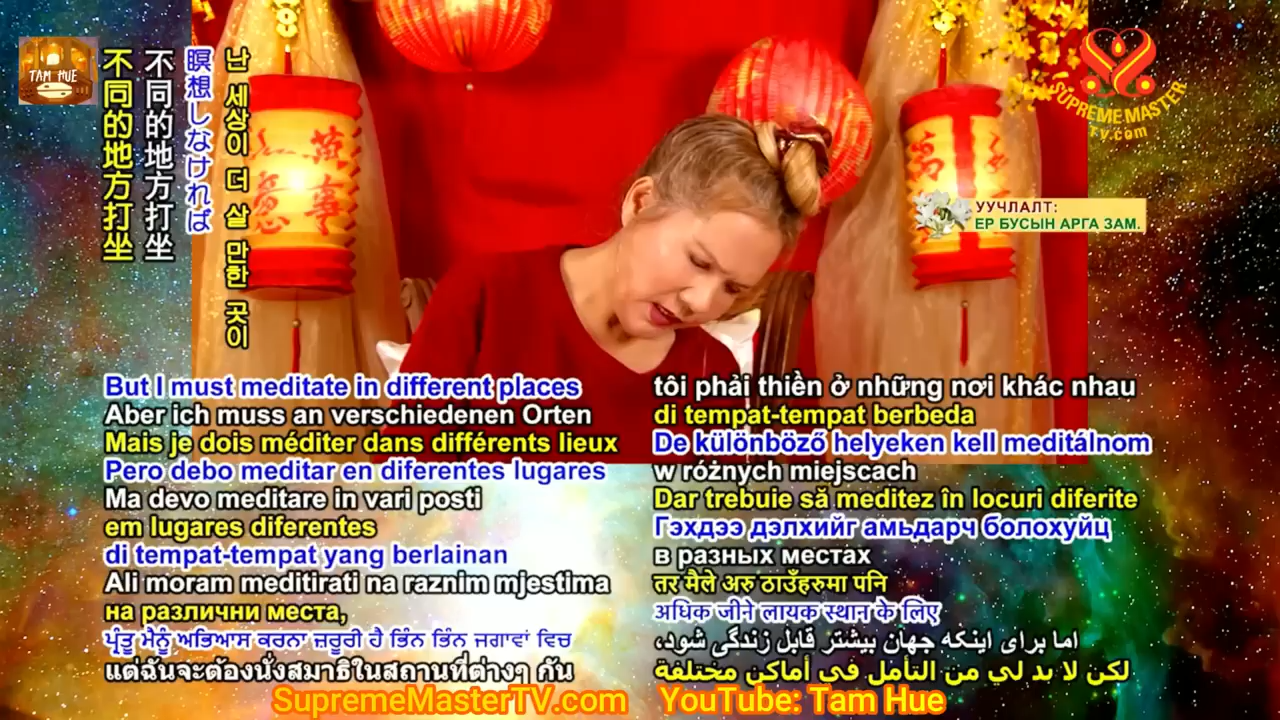 TAM HUE
不同的地方打坐
不同的地方打坐
瞑想しなければ
난 세상이 더 살 만한 곳이
SUPREME MASTER
TV.com
УУЧЛАЛТ:
ЕР БУСЫН АРГА ЗАМ.
萬事
萬
But I must meditate in different places
Aber ich muss an verschiedenen Orten
Mais je dois méditer dans différents lieux
Pero debo meditar en diferentes lugares
Ma devo meditare in vari posti
em lugares diferentes
di tempat-tempat yang berlainan
Ali moram meditirati na raznim mjestima
на различни места,
ਪ੍ਰੰਤੂ ਮੈਨੂੰ ਅਭਿਆਸ ਕਰਨਾ ਜ਼ਰੂਰੀ ਹੈ ਭਿੰਨ ਭਿੰਨ ਜਗਾਵਾਂ ਵਿਚ
แต่ฉันจะต้องนั่งสมาธิในสถานที่ต่างๆ กัน
tôi phải thiền ở những nơi khác nhau
di tempat-tempat berbeda
De különböző helyeken kell meditálnom
w różnych miejscach
Dar trebuie să meditez în locuri diferite
Гэхдээ дэлхийг амьдарч болохуйц
в разных местах
तर मैले अरु ठाउँहरुमा पनि
अधिक जीने लायक स्थान के लिए
اما برای اینکه جهان بیشتر قابل زندگی شود،
لكن لا بد لي من التأمل في أماكن مختلفة
SupremeMasterTV.com
YouTube: Tam Hue